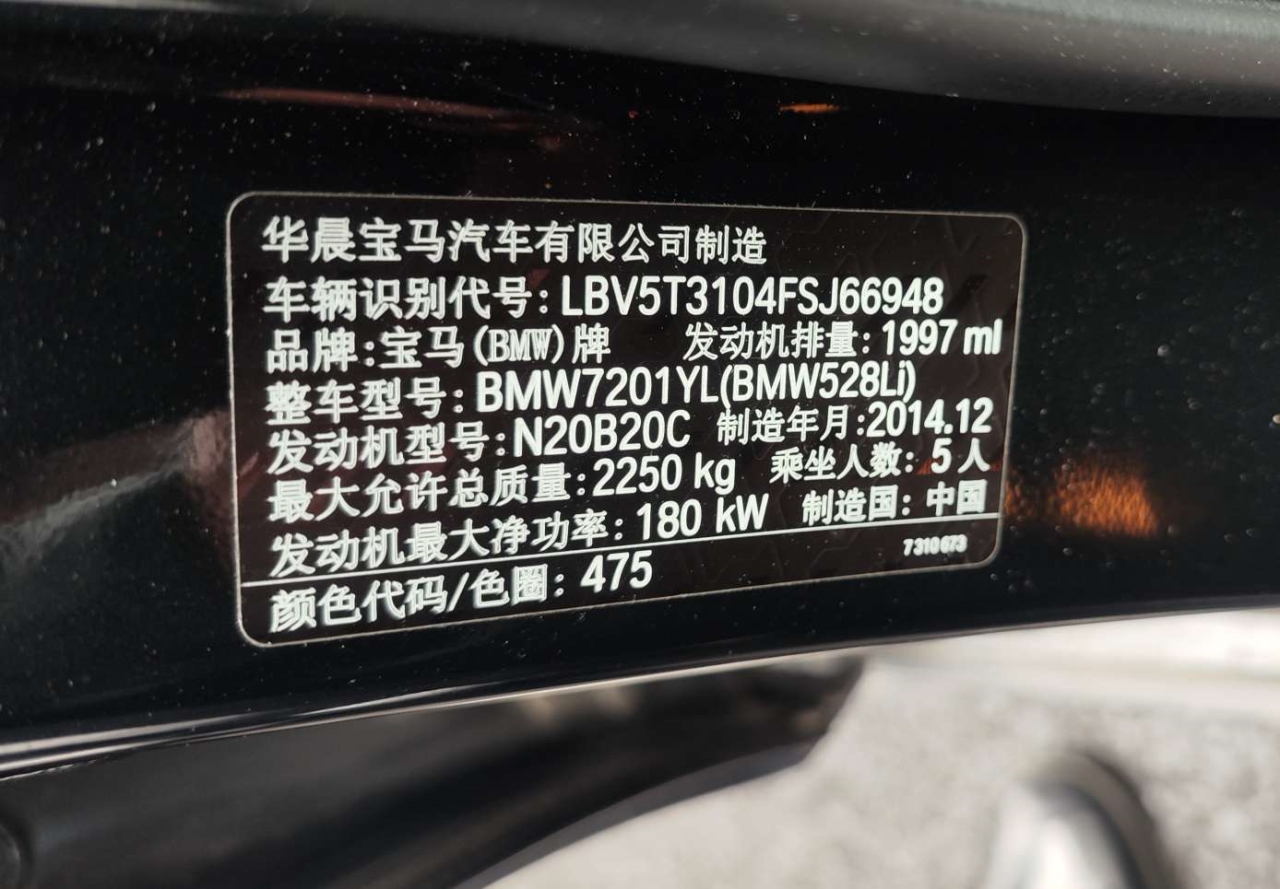 华晨宝马汽车有限公司制造
车辆识别代号: LBV5T3104FSJ66948
品牌: 宝马(BMW)牌 发动机排量: 1997 ml
整车型号: BMW7201YL(BMW528Li)
发动机型号: N20B20C 制造年月: 2014.12
最大允许总质量: 2250 kg 乘坐人数: 5 人
发动机最大净功率: 180 kW 制造国: 中国
7310673
颜色代码/色圈: 475